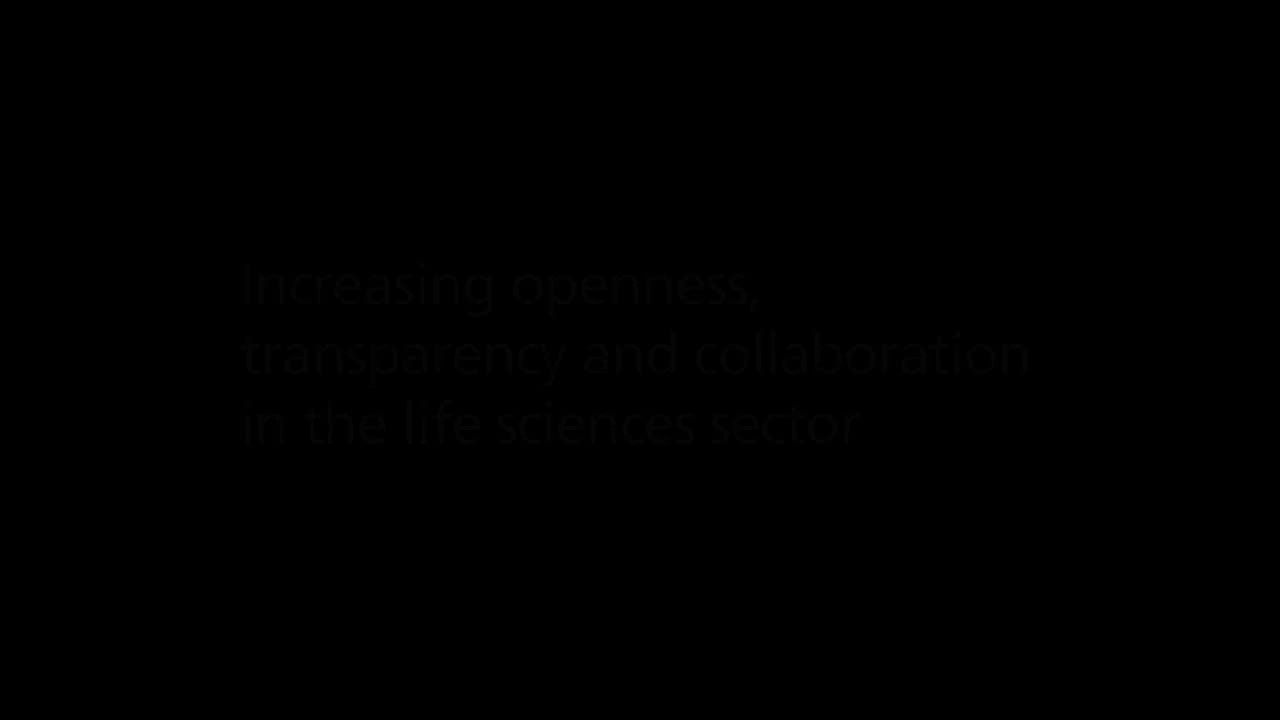 Increasing openness,
transparency and collaboration
in the life sciences sector